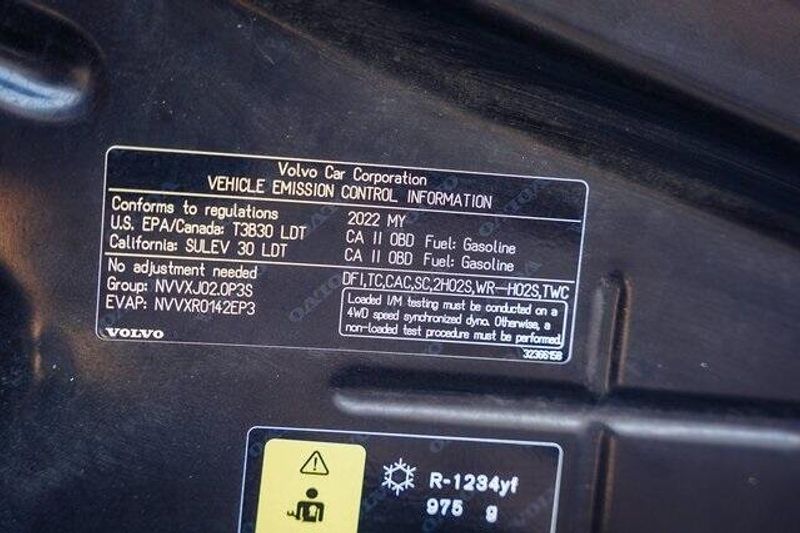 Volvo Car Corporation
VEHICLE EMISSION CONTROL INFORMATION
Conforms to regulations 2022 MY
U.S. EPA/Canada: T3B30 LDT CA II OBD Fuel: Gasoline
California: SULEV 30 LDT CA II OBD Fuel: Gasoline
No adjustment needed DFI,TC,CAC,SC,2HO2S,WR-HO2S,TWC
Group: NVVXJ02.0P3S
EVAP: NVVXR0142EP3
Loaded I/M testing must be conducted on a
4WD speed synchronized dyno. Otherwise, a
non-loaded test procedure must be performed.
VOLVO
32366158
R-1234yf
975 g